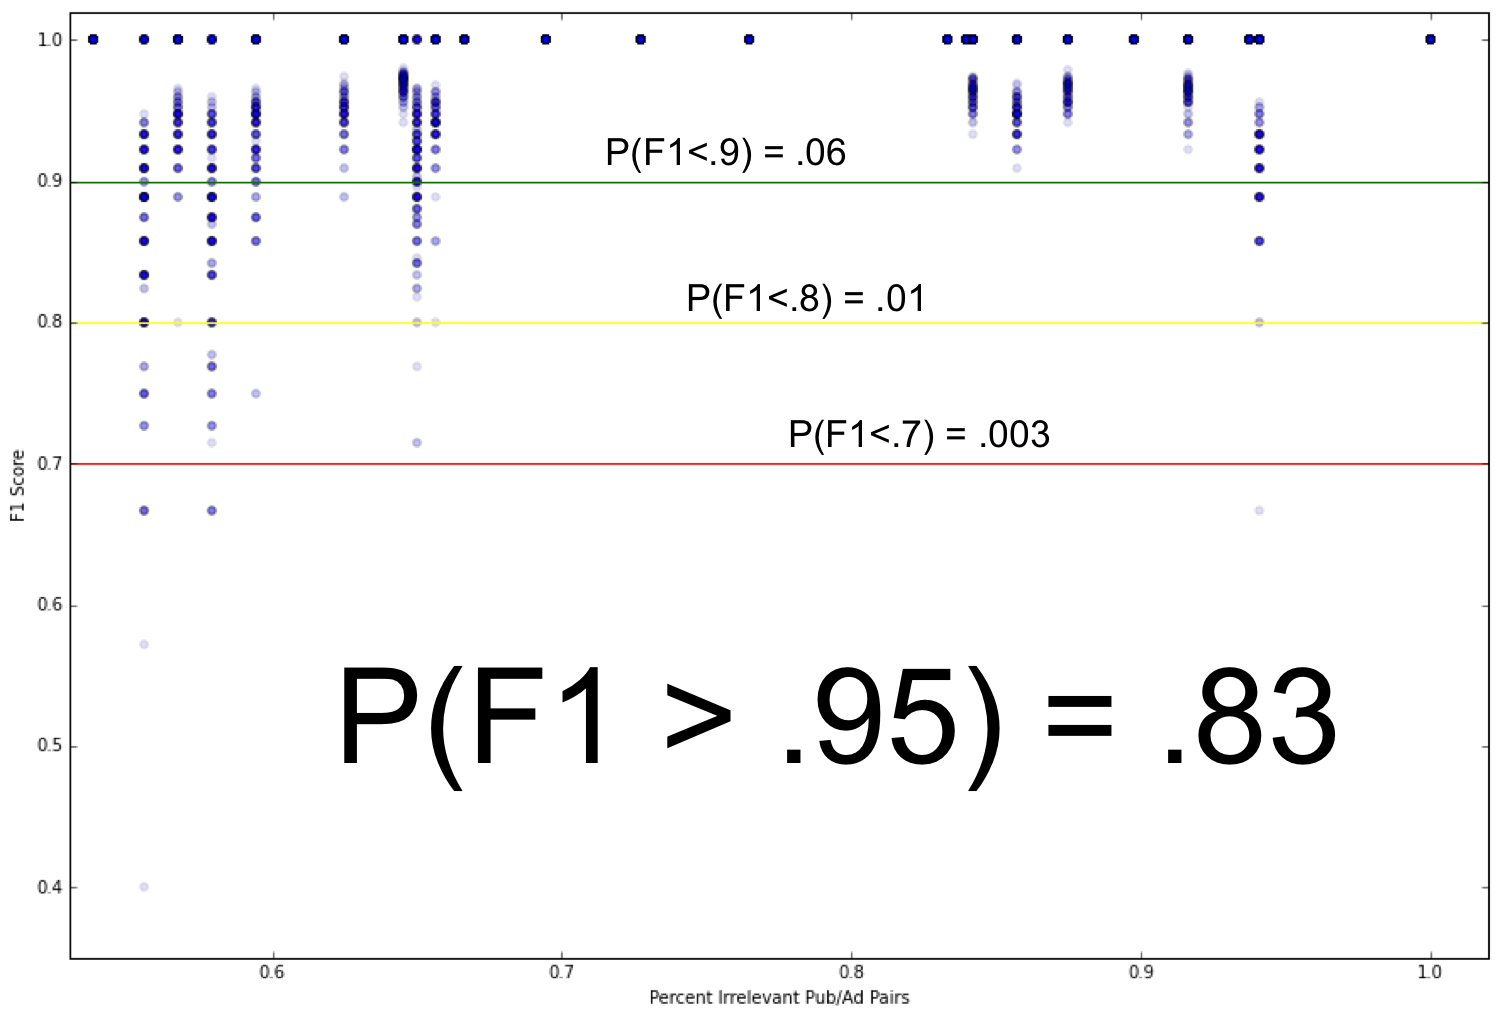 1.0
P(F1<.9) = .06
0.9
P(F1<.8) = .01
0.8
P(F1<.7) = .003
0.7
F1 Score
0.6
P(F1 > .95) = .83
0.5
0.4
0.6 0.7 0.8 0.9 1.0
Percent Irrelevant Pub/Ad Pairs